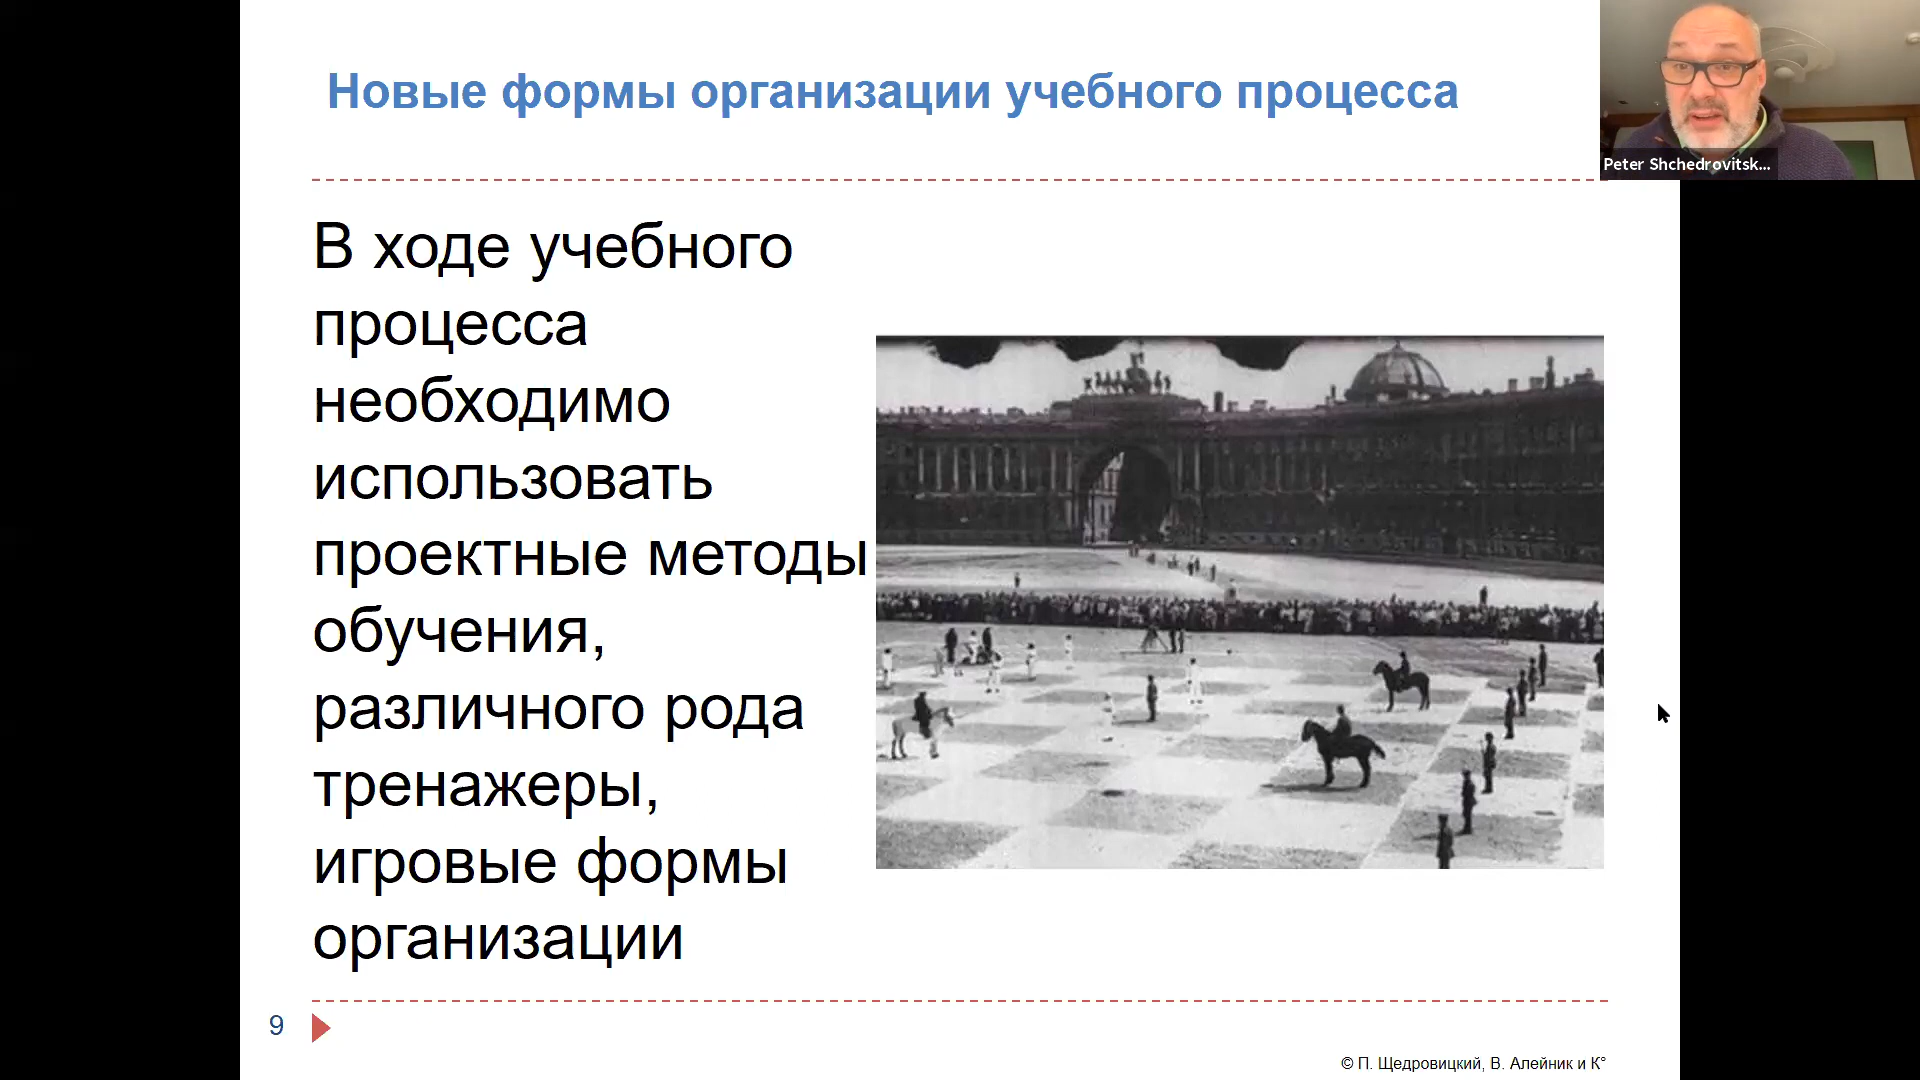 Новые формы организации учебного процесса
Peter Shchedrovitsk...
В ходе учебного
процесса
необходимо
использовать
проектные методы
обучения,
различного рода
тренажеры,
игровые формы
организации
9
© П. Щедровицкий, В. Алейник и К°